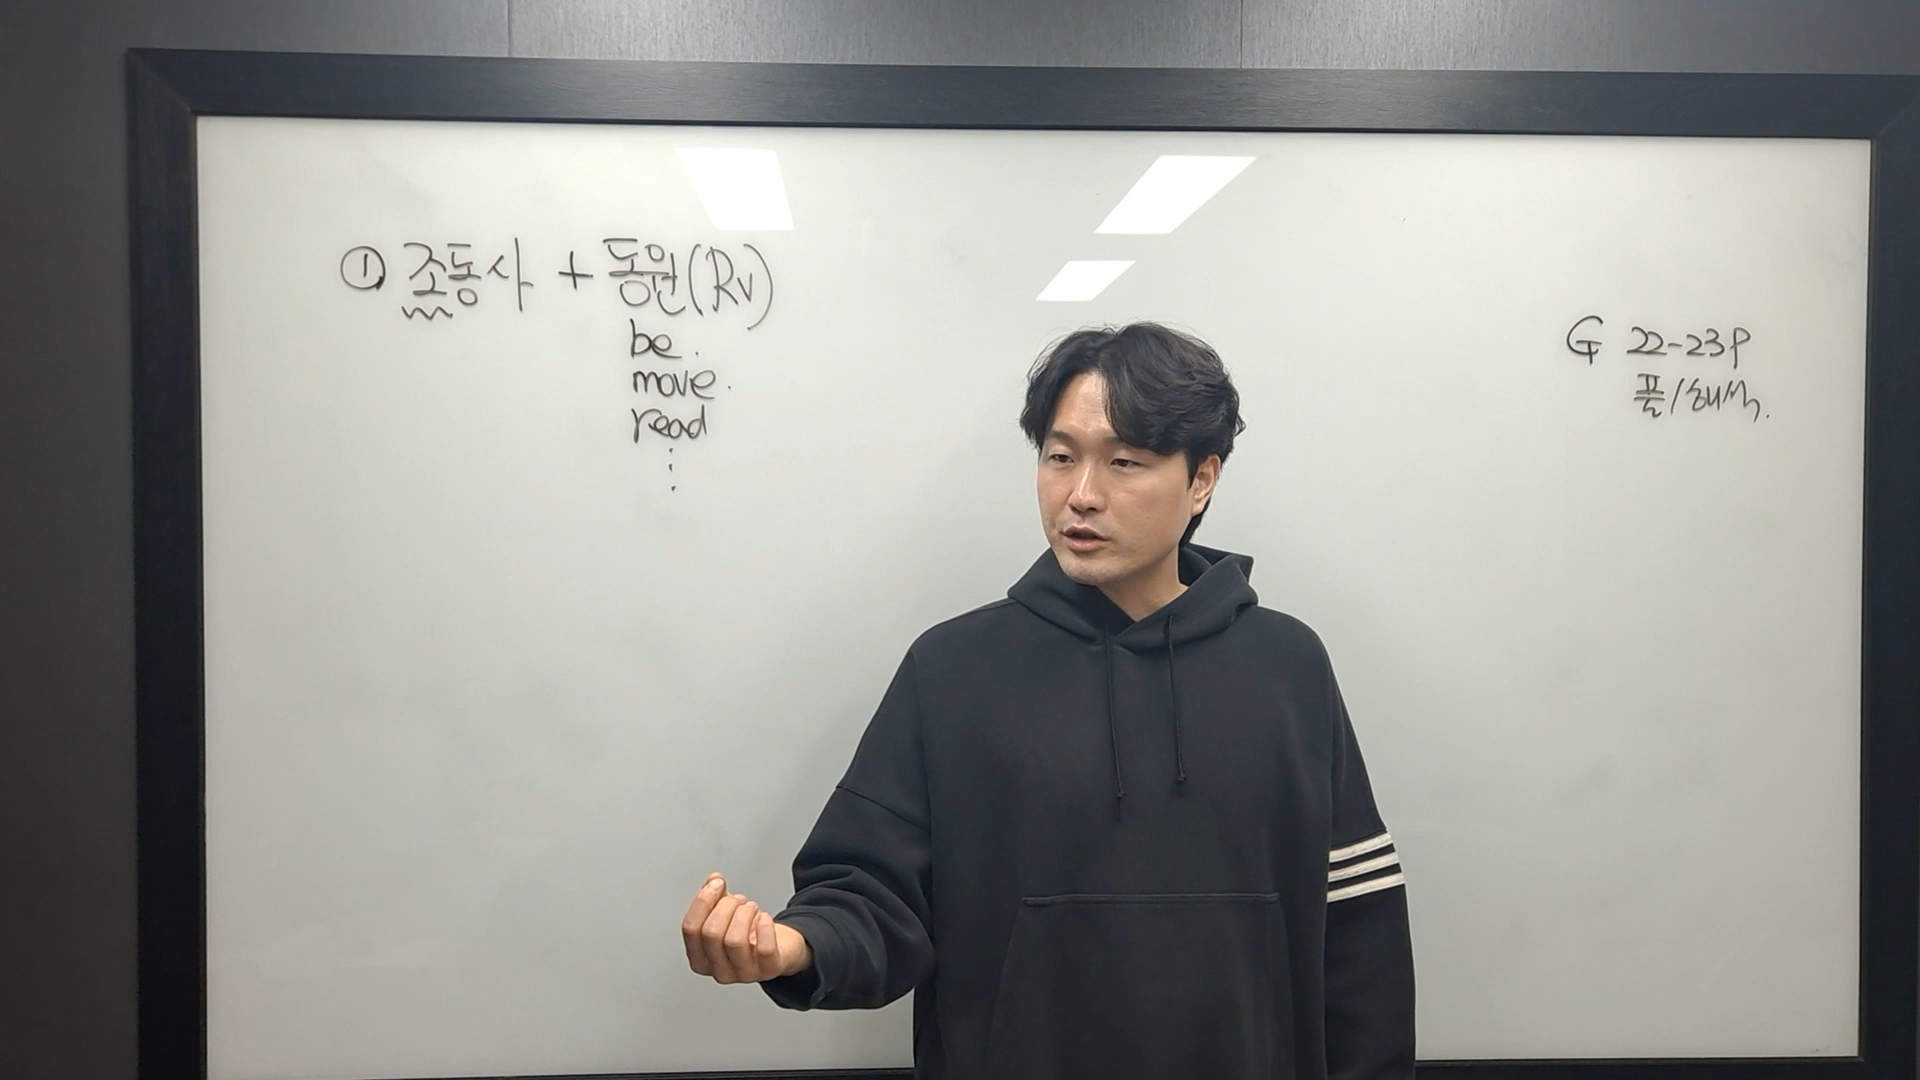 ① 조동사 + 동원(Rv)
be.
move.
read
⋮
G 22-23p
풀/해석.